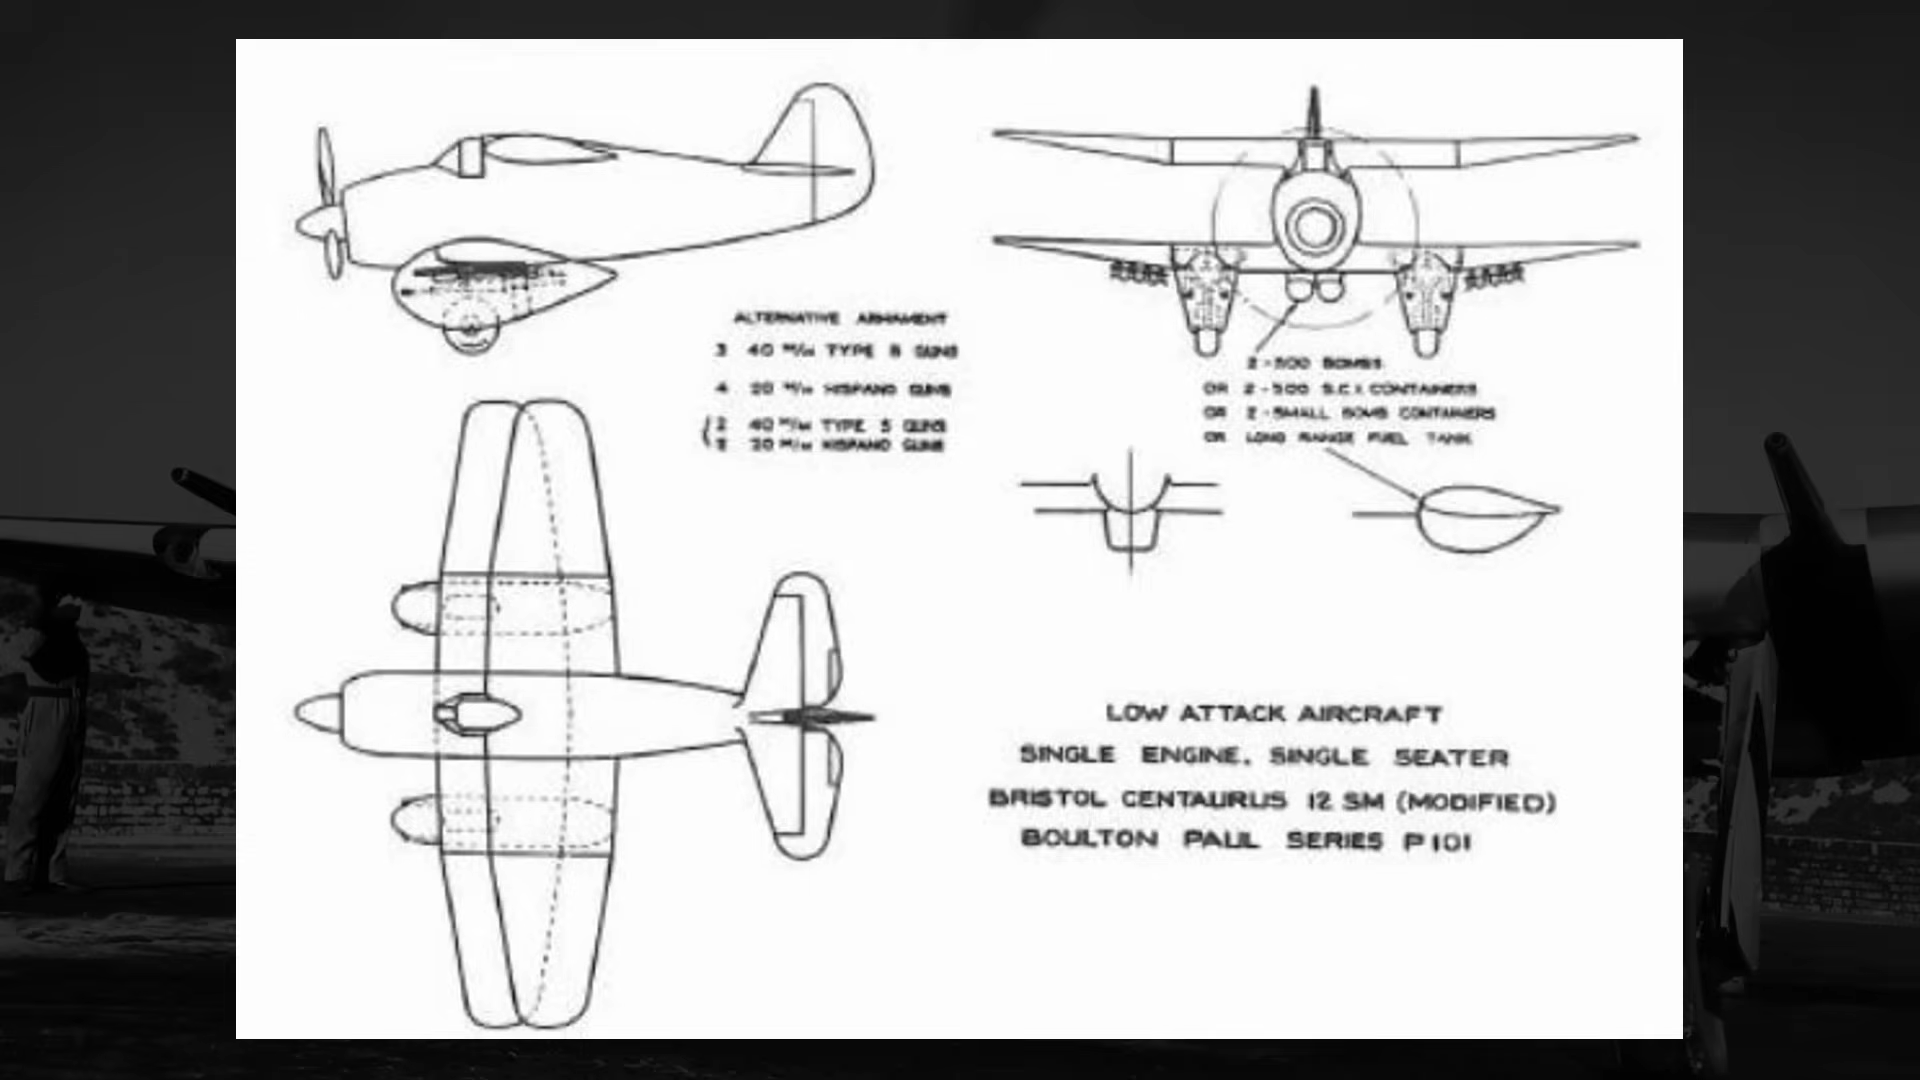 ALTERNATIVE ARMAMENT
3 40 M/M TYPE S GUNS
4 20 M/M HISPANO GUNS
2 40 M/M TYPE S GUNS
2 20 M/M HISPANO GUNS
2-500 BOMBS
OR 2-500 S.C.I. CONTAINERS
OR 2-SMALL BOMB CONTAINERS
OR LONG RANGE FUEL TANK
LOW ATTACK AIRCRAFT
SINGLE ENGINE, SINGLE SEATER
BRISTOL CENTAURUS 12 SM (MODIFIED)
BOULTON PAUL SERIES P 101